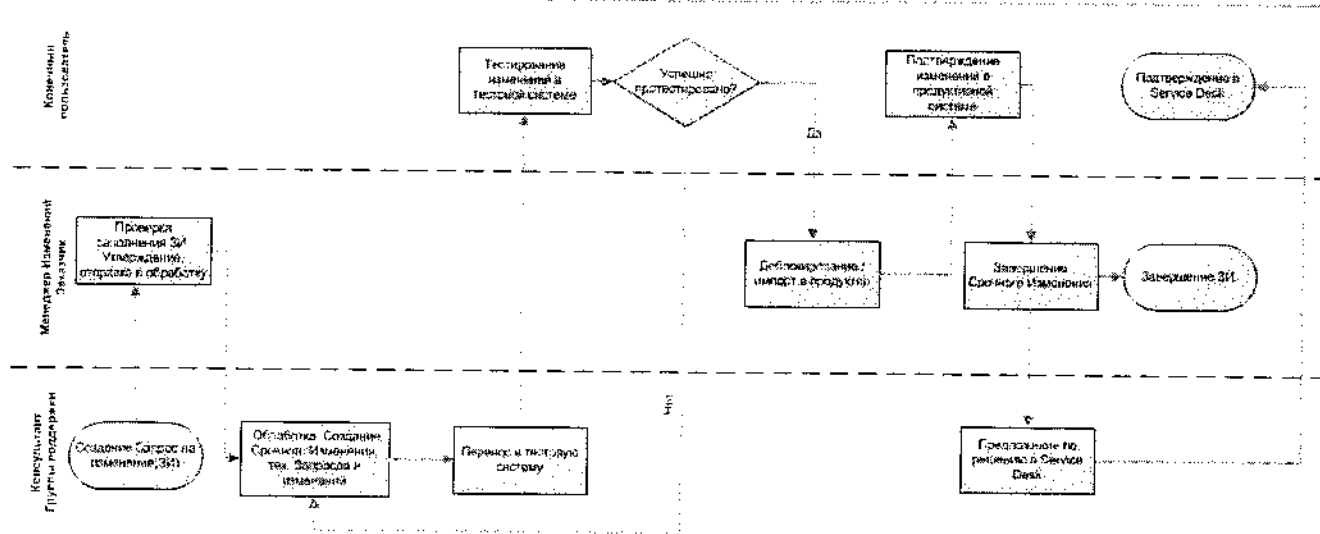 Конечный
пользователь
Тестирование
изменений в
тестовой системе
Успешно
протестировано?
Подтверждение
изменений в
продуктивной
системе
Подтверждение в
Service Desk
Да
Менеджер Изменений
Заказчик
Проверка
заполнения ЗИ
Утверждение,
отправка в обработку
Деблокирование /
импорт в продуктив
Завершение
Срочного Изменения
Завершение ЗИ
Консультант
Группы поддержки
Создание Запрос на
изменение(ЗИ)
Обработка. Создание
Срочного Изменения,
тех. Запросов и
изменений
Перенос в тестовую
систему
Нет
Предложение по
решению в Service
Desk